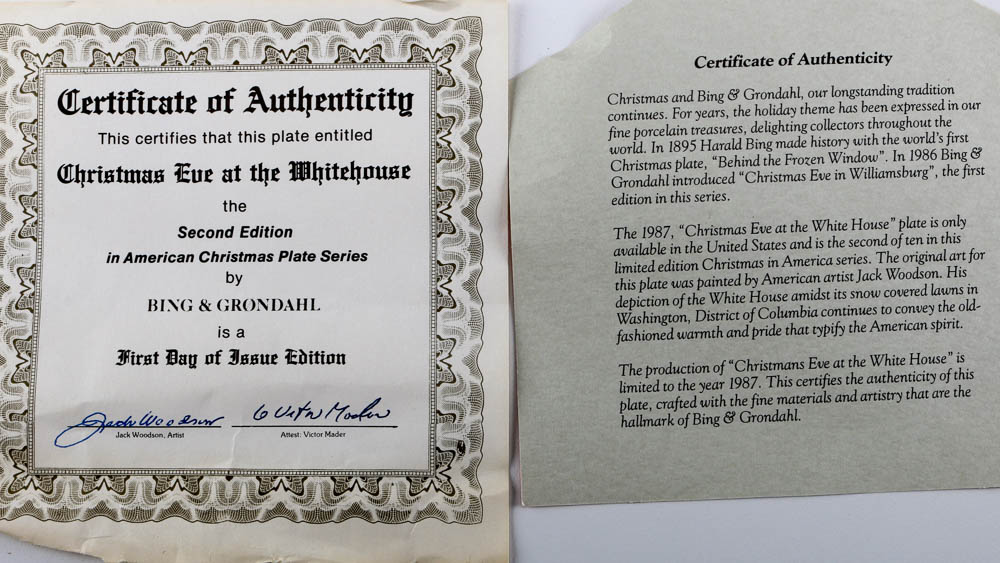 Certificate of Authenticity
This certifies that this plate entitled
Christmas Eve at the Whitehouse
the
Second Edition
in American Christmas Plate Series
by
BING & GRONDAHL
is a
First Day of Issue Edition
Jack Woodson
Victor Mader
Jack Woodson, Artist
Attest: Victor Mader
Certificate of Authenticity
Christmas and Bing & Grondahl, our longstanding tradition
continues. For years, the holiday theme has been expressed in our
fine porcelain treasures, delighting collectors throughout the
world. In 1895 Harald Bing made history with the world's first
Christmas plate, "Behind the Frozen Window". In 1986 Bing &
Grondahl introduced "Christmas Eve in Williamsburg", the first
edition in this series.
The 1987, "Christmas Eve at the White House" plate is only
available in the United States and is the second of ten in this
limited edition Christmas in America series. The original art for
this plate was painted by American artist Jack Woodson. His
depiction of the White House amidst its snow covered lawns in
Washington, District of Columbia continues to convey the old-
fashioned warmth and pride that typify the American spirit.
The production of "Christmans Eve at the White House" is
limited to the year 1987. This certifies the authenticity of this
plate, crafted with the fine materials and artistry that are the
hallmark of Bing & Grondahl.